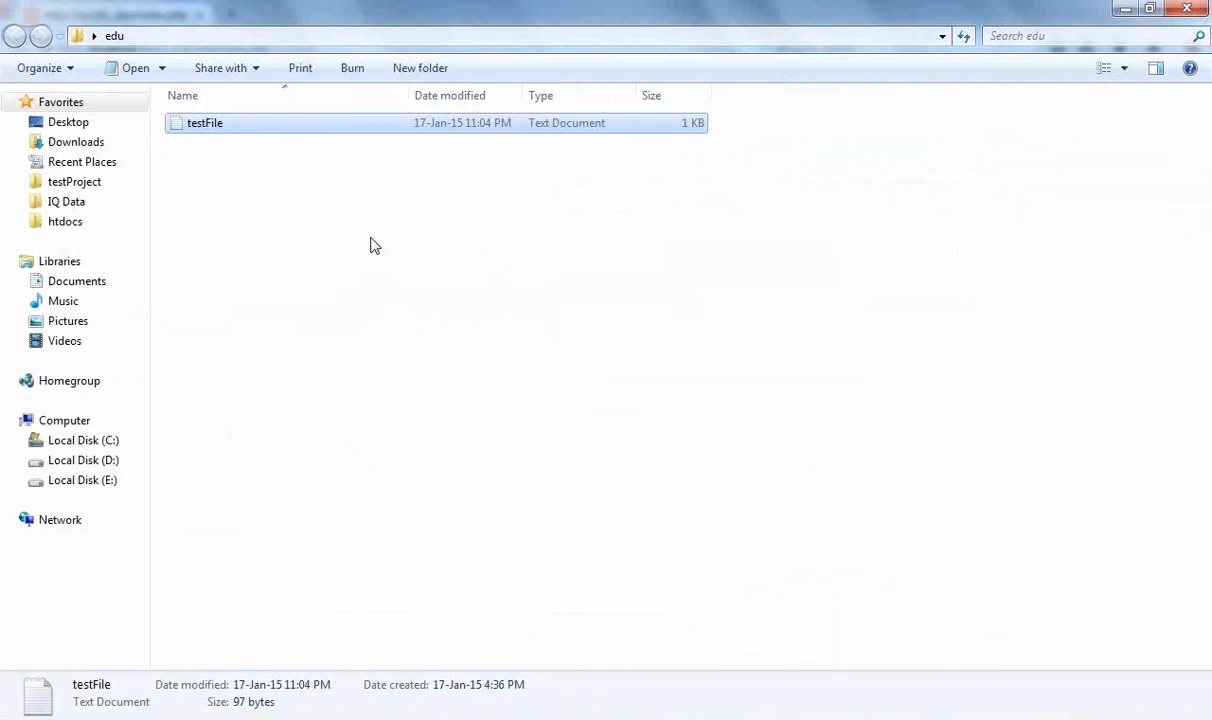 edu
Search edu
Organize Open Share with Print Burn New folder
Name Date modified Type Size
testFile 17-Jan-15 11:04 PM Text Document 1 KB
Favorites
Desktop
Downloads
Recent Places
testProject
IQ Data
htdocs
Libraries
Documents
Music
Pictures
Videos
Homegroup
Computer
Local Disk (C:)
Local Disk (D:)
Local Disk (E:)
Network
testFile Date modified: 17-Jan-15 11:04 PM Date created: 17-Jan-15 4:36 PM
Text Document Size: 97 bytes